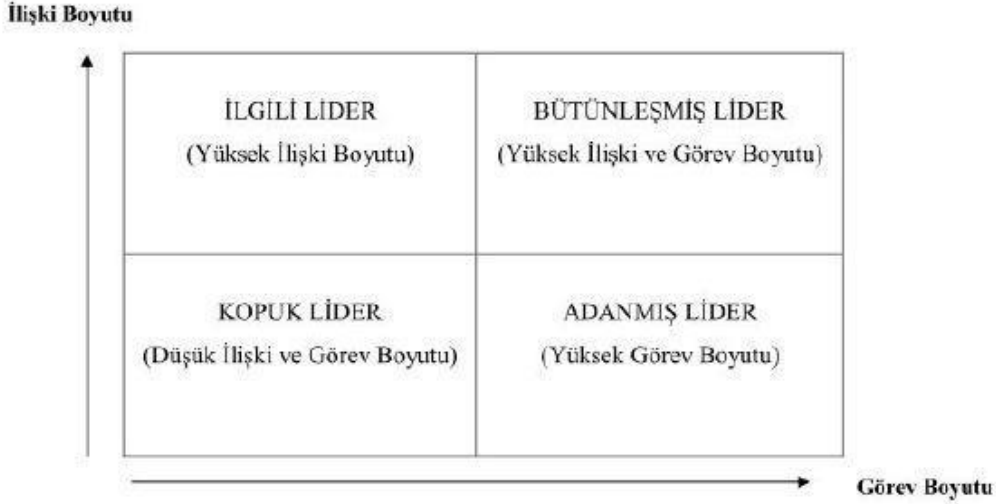 İlişki Boyutu
İLGİLİ LİDER
(Yüksek İlişki Boyutu)
BÜTÜNLEŞMİŞ LİDER
(Yüksek İlişki ve Görev Boyutu)
KOPUK LİDER
(Düşük İlişki ve Görev Boyutu)
ADANMIŞ LİDER
(Yüksek Görev Boyutu)
Görev Boyutu